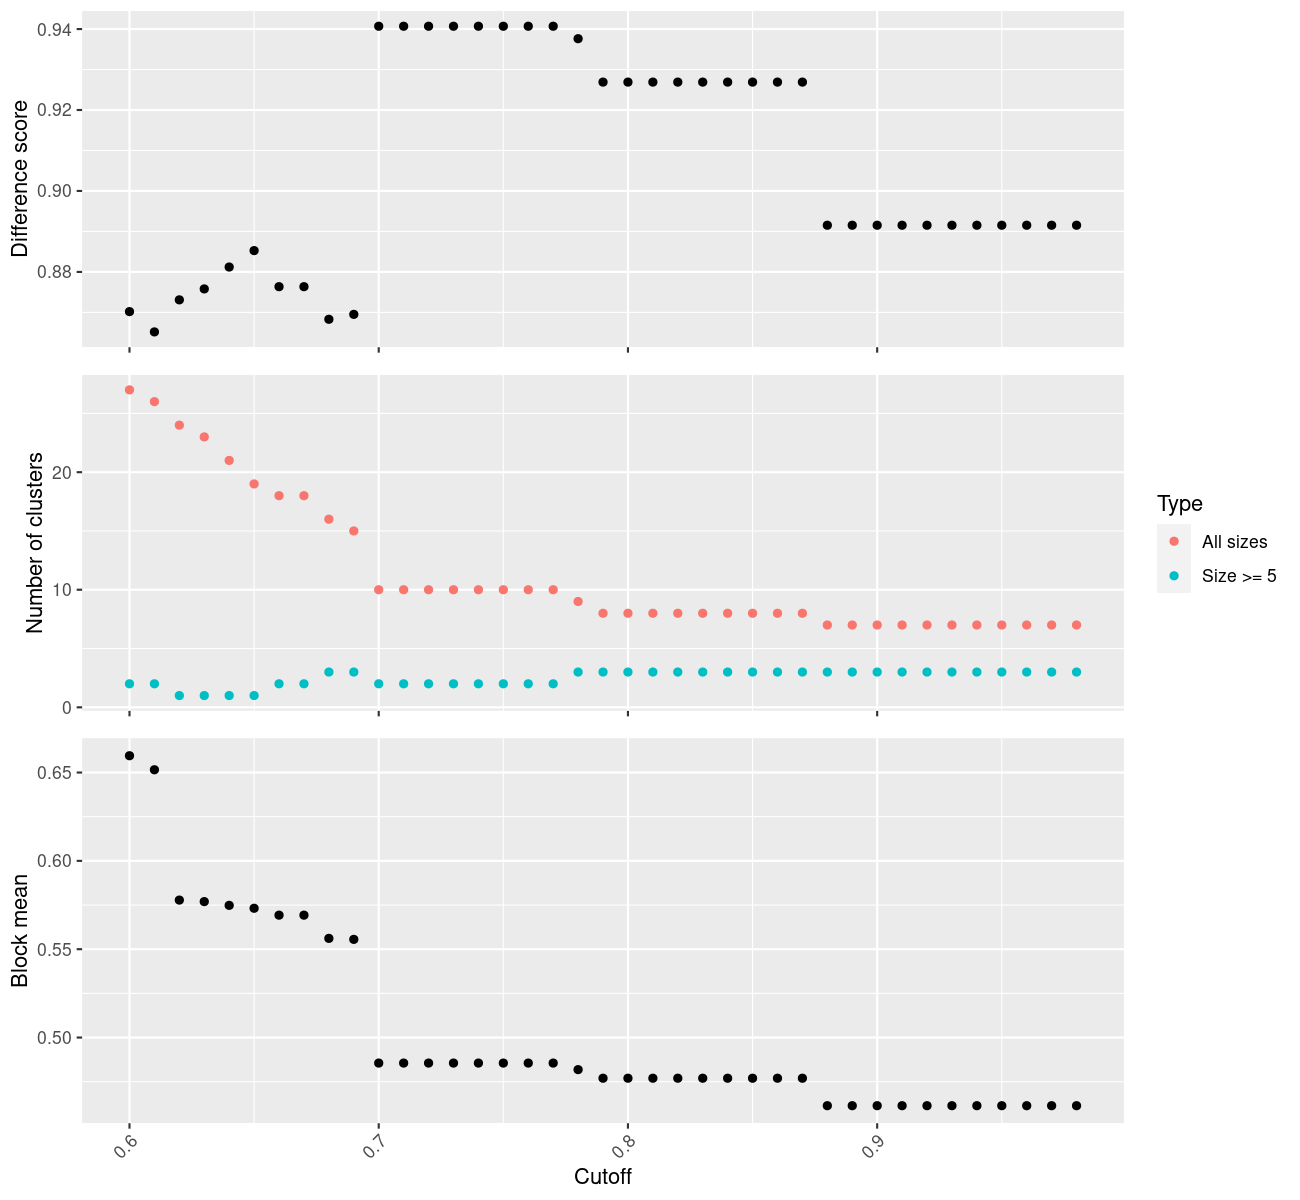 Difference score
0.94
0.92
0.90
0.88
Number of clusters
20
10
0
Type
All sizes
Size >= 5
Block mean
0.65
0.60
0.55
0.50
0.6
0.7
0.8
0.9
Cutoff